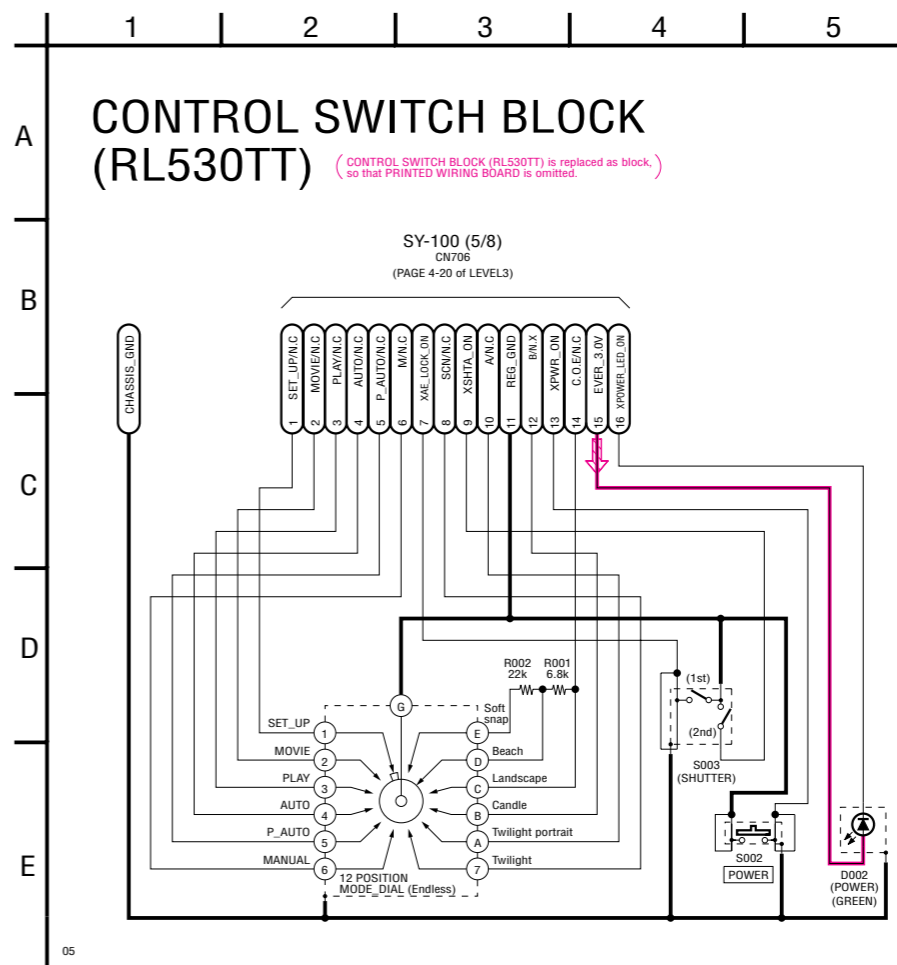 1 2 3 4 5
A
CONTROL SWITCH BLOCK
(RL530TT)
(CONTROL SWITCH BLOCK (RL530TT) is replaced as block,
so that PRINTED WIRING BOARD is omitted.)
SY-100 (5/8)
CN706
(PAGE 4-20 of LEVEL3)
B
CHASSIS_GND
SET_UP/N.C
MOVIE/N.C
PLAY/N.C
AUTO/N.C
P_AUTO/N.C
M/N.C
XAE_LOCK_ON
SCN/N.C
XSHTA_ON
A/N.C
REG_GND
B/N.X
XPWR_ON
C.O.E/N.C
EVER_3.0V
XPOWER_LED_ON
1 2 3 4 5 6 7 8 9 10 11 12 13 14 15 16
C
D
R002
22k
R001
6.8k
G
Soft
snap
SET_UP 1
E
MOVIE 2
D Beach
PLAY 3
C Landscape
AUTO 4
B Candle
P_AUTO 5
A Twilight portrait
MANUAL 6
7 Twilight
12 POSITION
MODE_DIAL (Endless)
(1st)
(2nd)
S003
(SHUTTER)
E
S002
POWER
D002
(POWER)
(GREEN)
05